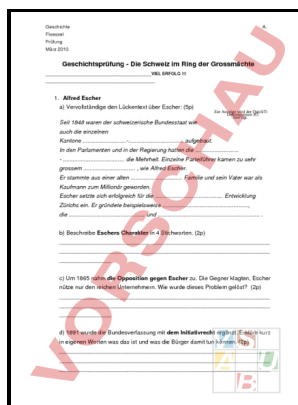 Geschichte A.
Flosspel
Prüfung
März 2010
Geschichtsprüfung - Die Schweiz im Ring der Grossmächte
VIEL ERFOLG !!!
1. Alfred Escher
a) Vervollständige den Lückentext über Escher: (5p)
Seit 1848 waren der schweizerische Bundesstaat wie
auch die einzelnen
Kantone ............................-........................... aufgebaut.
In den Parlamenten und in der Regierung hatten die ............................
- ............................ die Mehrheit. Einzelne Parteiführer kamen zu sehr
grossem ............................ , wie Alfred Escher.
Er stammte aus einer alten ............................ Familie und sein Vater war als
Kaufmann zum Millionär geworden.
Escher setzte sich erfolgreich für die ............................ Entwicklung
Zürichs ein. Er gründete beispielsweise ............................,
die ............................ und ............................ .
b) Beschreibe Eschers Charakter in 4 Stichworten. (2p)
c) Um 1865 nahm die Opposition gegen Escher zu. Die Gegner klagten, Escher
nütze nur den reichen Unternehmern. Wie wurde dieses Problem gelöst? (2p)
d) 1891 wurde die Bundesverfassung mit dem Initiativrecht ergänzt. Erkläre kurz
in eigenen Worten was das ist und was die Bürger damit tun können. (2p)
VORSCHAU